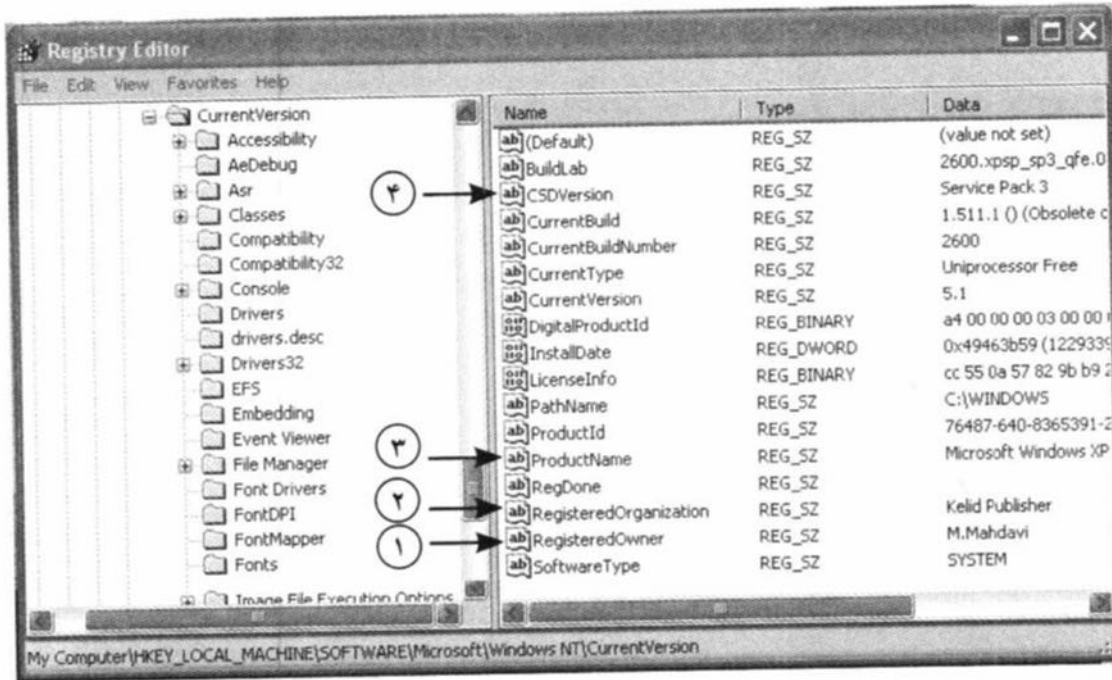 Registry Editor
File Edit View Favorites Help
CurrentVersion
Accessibility
AeDebug
Asr
Classes
Compatibility
Compatibility32
Console
Drivers
drivers.desc
Drivers32
EFS
Embedding
Event Viewer
File Manager
Font Drivers
FontDPI
FontMapper
Fonts
Image File Execution Options
۴
۳
۲
۱
Name Type Data
(Default) REG_SZ (value not set)
BuildLab REG_SZ 2600.xpsp_sp3_qfe.0
CSDVersion REG_SZ Service Pack 3
CurrentBuild REG_SZ 1.511.1 () (Obsolete
CurrentBuildNumber REG_SZ 2600
CurrentType REG_SZ Uniprocessor Free
CurrentVersion REG_SZ 5.1
DigitalProductId REG_BINARY a4 00 00 00 03 00 00
InstallDate REG_DWORD 0x49463b59 (1229339
LicenseInfo REG_BINARY cc 55 0a 57 82 9b b9 2
PathName REG_SZ C:\WINDOWS
ProductId REG_SZ 76487-640-8365391-2
ProductName REG_SZ Microsoft Windows XP
RegDone REG_SZ
RegisteredOrganization REG_SZ Kelid Publisher
RegisteredOwner REG_SZ M.Mahdavi
SoftwareType REG_SZ SYSTEM
My Computer\HKEY_LOCAL_MACHINE\SOFTWARE\Microsoft\Windows NT\CurrentVersion